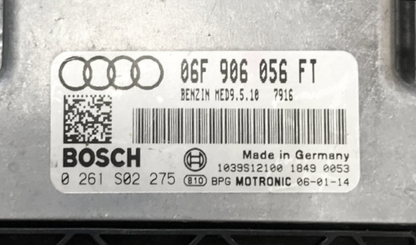 06F 906 056 FT
BENZIN MED9.5.10 7916
BOSCH
Made in Germany
1039S12100 1849 0053
0 261 S02 275 810 BPG MOTRONIC 06-01-14